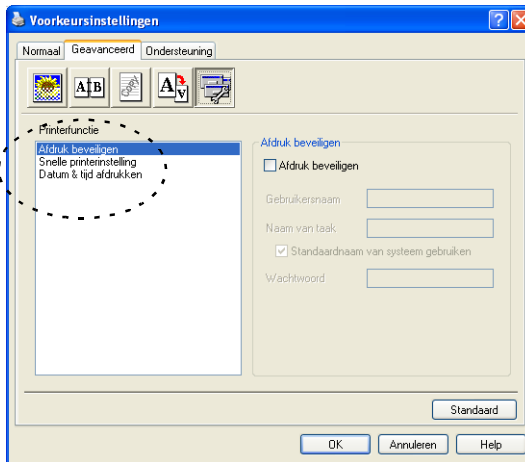 Voorkeursinstellingen
Normaal Geavanceerd Ondersteuning
A B Copy A V
Printerfunctie
Afdruk beveiligen
Snelle printerinstelling
Datum & tijd afdrukken
Afdruk beveiligen
Afdruk beveiligen
Gebruikersnaam
Naam van taak
Standaardnaam van systeem gebruiken
Wachtwoord
Standaard
OK Annuleren Help